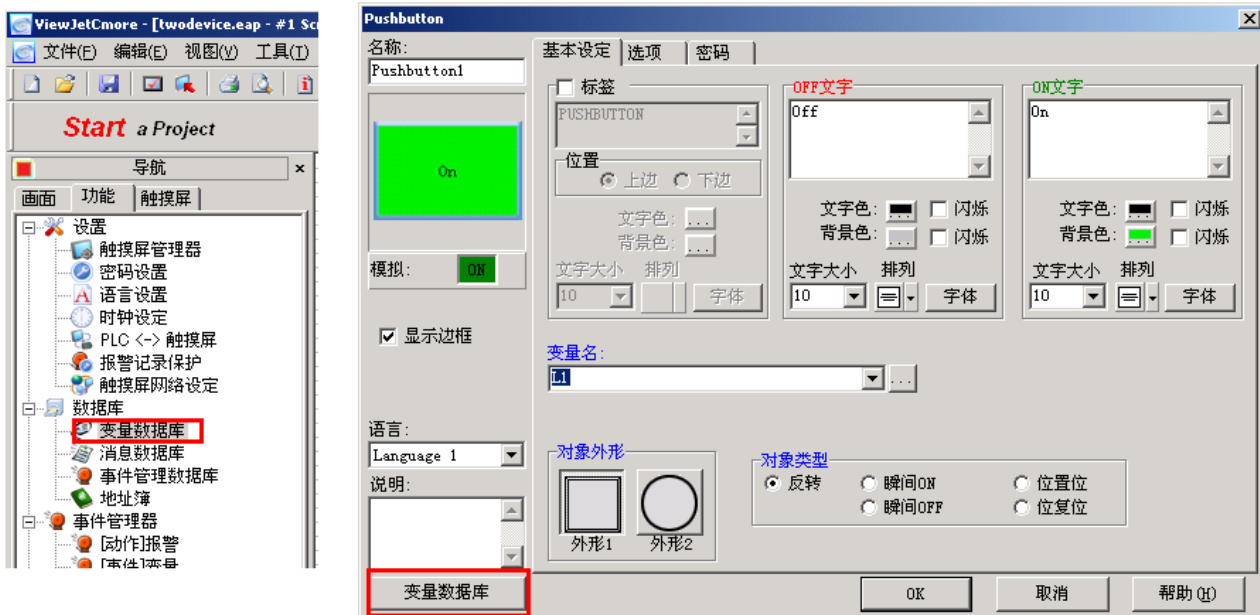 ViewJetCmore - [twodevice.eap - #1 Scr
文件(F) 编辑(E) 视图(V) 工具(T)
Start a Project
导航
画面 功能 触摸屏
设置
触摸屏管理器
密码设置
语言设置
时钟设定
PLC <-> 触摸屏
报警记录保护
触摸屏网络设定
数据库
变量数据库
消息数据库
事件管理数据库
地址簿
事件管理器
[动作]报警
[事件]变量
Pushbutton
名称:
Pushbutton1
On
模拟: ON
显示边框
语言:
Language 1
说明:
变量数据库
基本设定 选项 密码
标签
PUSHBUTTON
位置
上边 下边
文字色: ...
背景色: ...
文字大小 排列
10 字体
OFF文字
Off
文字色: ... 闪烁
背景色: ... 闪烁
文字大小 排列
10 字体
ON文字
On
文字色: ... 闪烁
背景色: ... 闪烁
文字大小 排列
10 字体
变量名:
L1 ...
对象外形
外形1 外形2
对象类型
反转 瞬间ON 位置位
瞬间OFF 位复位
OK 取消 帮助(H)